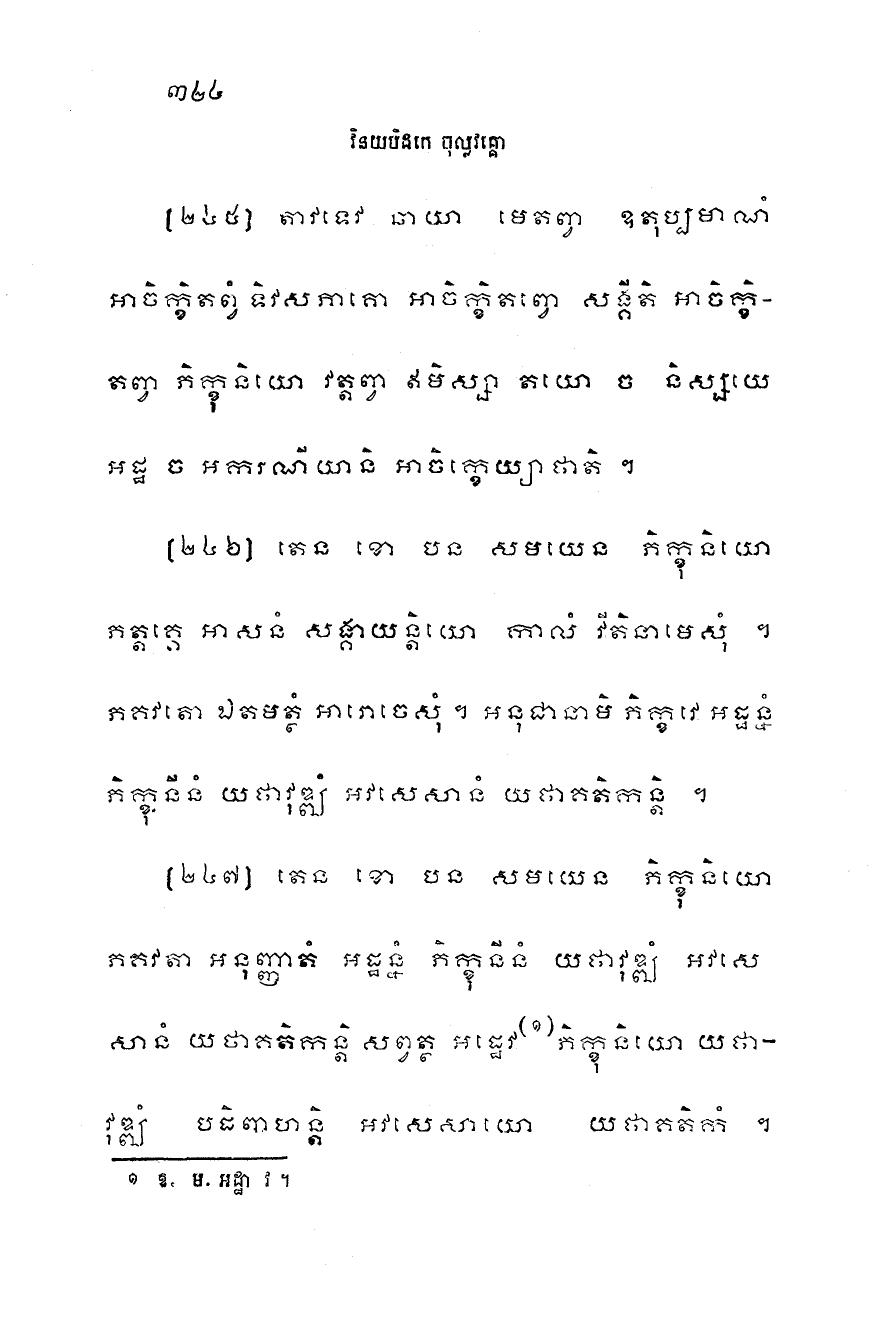 ៣៤៤
វិនយបិដកេ ចុល្លវគ្គោ
[២៤៥] តាវទេវ ឆាយា មេតព្វា ឧតុប្បមាណំ
អាចិក្ខិតព្វំ ទិវសភាគោ អាចិក្ខិតព្វោ សង្គីតិ អាចិក្ខិ-
តព្វា ភិក្ខុនិយោ វត្តព្វា ឥមិស្សា តយោ ច និស្សយេ
អដ្ឋ ច អករណីយានិ អាចិក្ខេយ្យាថាតិ ។
[២៤៦] តេន ខោ បន សមយេន ភិក្ខុនិយោ
ភត្តគ្គេ អាសនំ សង្កាយន្តិយោ កាលំ វីតិនាមេសុំ ។
ភគវតោ ឯតមត្ថំ អារោចេសុំ ។ អនុជានាមិ ភិក្ខវេ អដ្ឋន្នំ
ភិក្ខុនីនំ យថាវុឌ្ឍំ អវសេសានំ យថាគតិកន្តិ ។
[២៤៧] តេន ខោ បន សមយេន ភិក្ខុនិយោ
ភគវតា អនុញ្ញាតំ អដ្ឋន្នំ ភិក្ខុនីនំ យថាវុឌ្ឍំ អវសេ
សានំ យថាគតិកន្តិ សព្វត្ថ អដ្ឋេវ(១) ភិក្ខុនិយោ យថា-
វុឌ្ឍំ បដិពាហន្តិ អវសេសាយោ យថាគតិកំ ។
១ ឱ. ម. អដ្ឋា វ ។